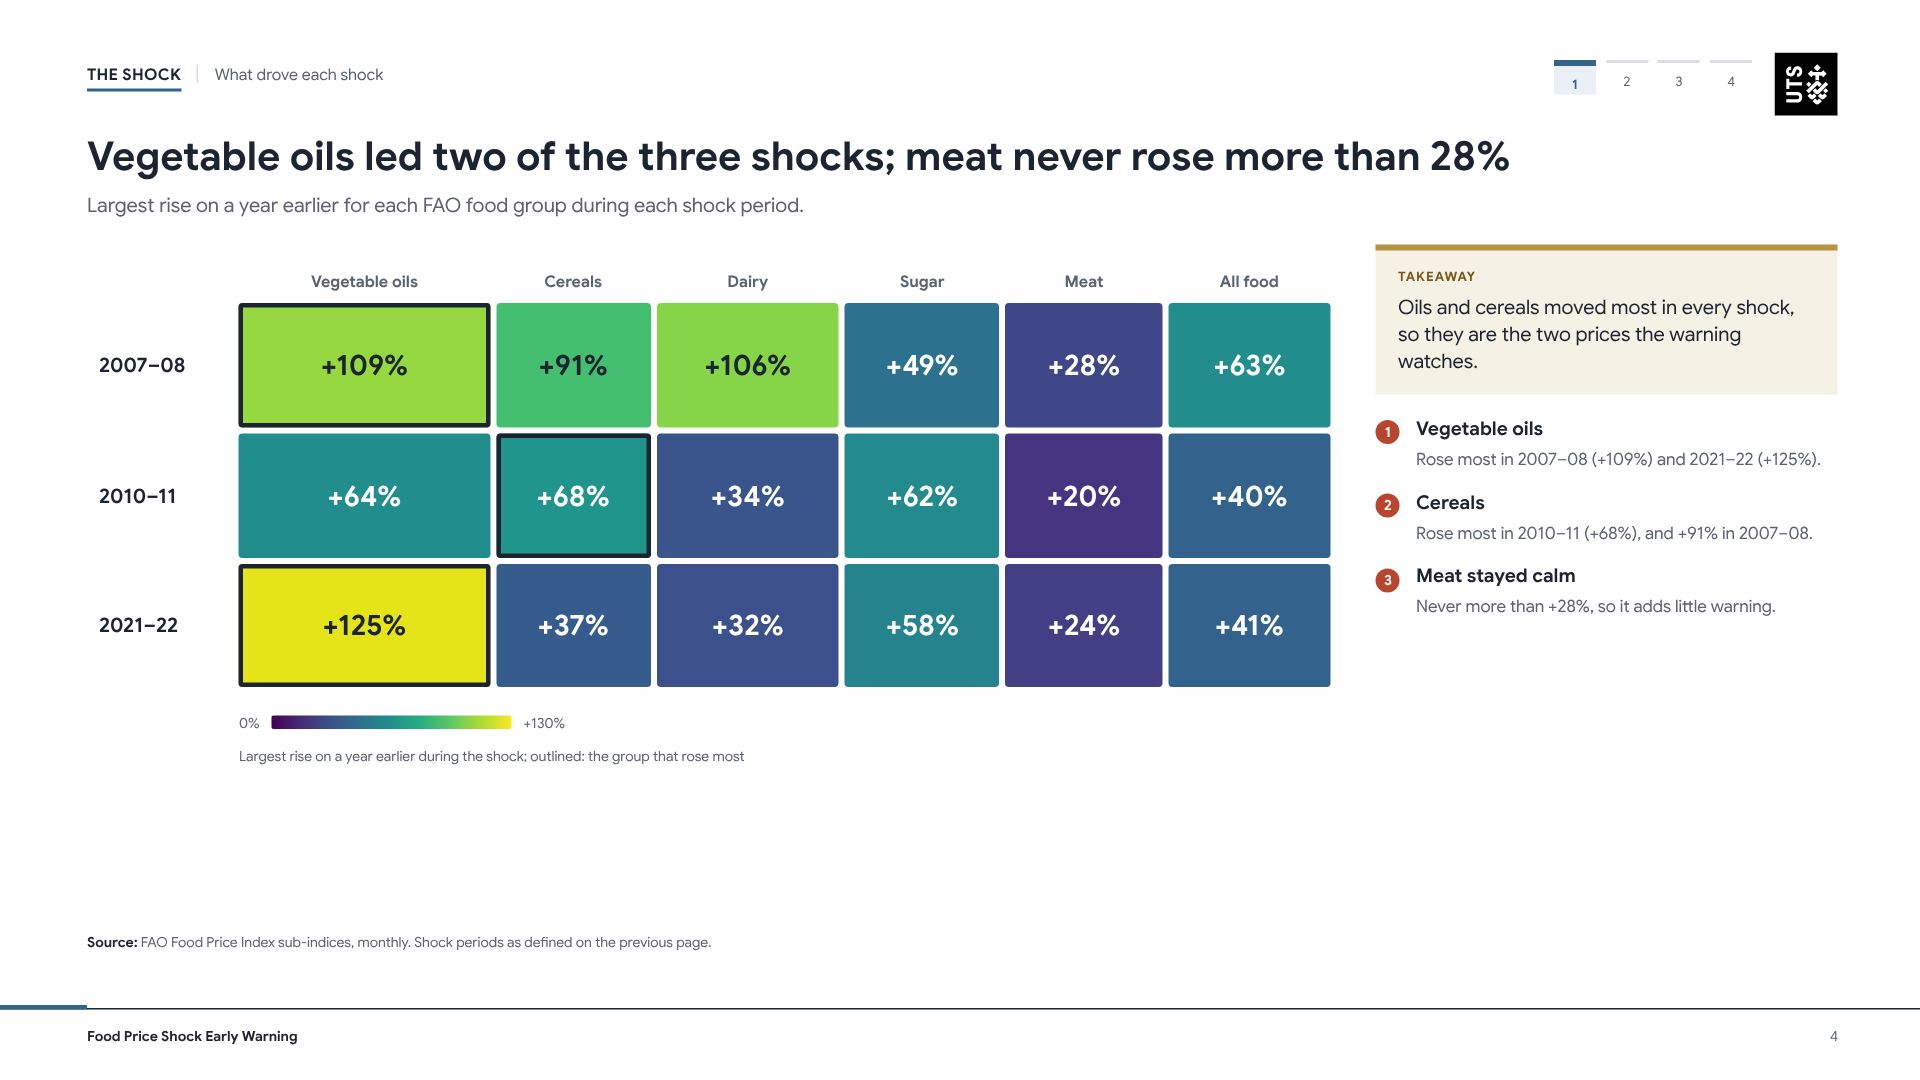 THE SHOCK
What drove each shock
1
2
3
4
UTS
Vegetable oils led two of the three shocks; meat never rose more than 28%
Largest rise on a year earlier for each FAO food group during each shock period.
Vegetable oils Cereals Dairy Sugar Meat All food
2007–08 +109% +91% +106% +49% +28% +63%
2010–11 +64% +68% +34% +62% +20% +40%
2021–22 +125% +37% +32% +58% +24% +41%
0% +130%
Largest rise on a year earlier during the shock; outlined: the group that rose most
TAKEAWAY
Oils and cereals moved most in every shock,
so they are the two prices the warning
watches.
1 Vegetable oils
Rose most in 2007–08 (+109%) and 2021–22 (+125%).
2 Cereals
Rose most in 2010–11 (+68%), and +91% in 2007–08.
3 Meat stayed calm
Never more than +28%, so it adds little warning.
Source: FAO Food Price Index sub-indices, monthly. Shock periods as defined on the previous page.
Food Price Shock Early Warning
4